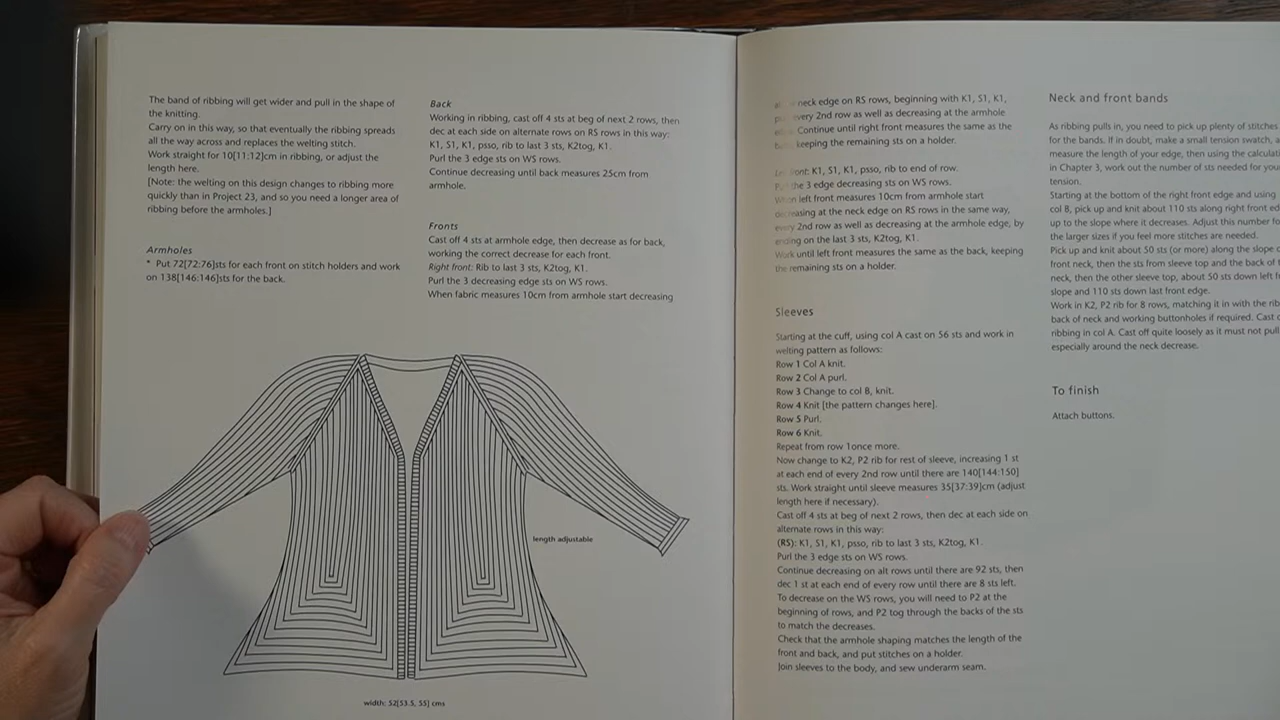 The band of ribbing will get wider and pull in the shape of
the knitting.
Carry on in this way, so that eventually the ribbing spreads
all the way across and replaces the welting stitch.
Work straight for 10[11:12]cm in ribbing, or adjust the
length here.
[Note: the welting on this design changes to ribbing more
quickly than in Project 23, and so you need a longer area of
ribbing before the armholes.]
Armholes
* Put 72[72:76]sts for each front on stitch holders and work
on 138[146:146]sts for the back.
Back
Working in ribbing, cast off 4 sts at beg of next 2 rows, then
dec at each side on alternate rows on RS rows in this way:
K1, S1, K1, psso, rib to last 3 sts, K2tog, K1.
Purl the 3 edge sts on WS rows.
Continue decreasing until back measures 25cm from
armhole.
Fronts
Cast off 4 sts at armhole edge, then decrease as for back,
working the correct decrease for each front.
Right front: Rib to last 3 sts, K2tog, K1.
Purl the 3 decreasing edge sts on WS rows.
When fabric measures 10cm from armhole start decreasing
length adjustable
width: 52[53.5, 55] cms
neck edge on RS rows, beginning with K1, S1, K1,
every 2nd row as well as decreasing at the armhole
Continue until right front measures the same as the
keeping the remaining sts on a holder.
front: K1, S1, K1, psso, rib to end of row.
the 3 edge decreasing sts on WS rows.
When left front measures 10cm from armhole start
decreasing at the neck edge on RS rows in the same way,
every 2nd row as well as decreasing at the armhole edge, by
ending on the last 3 sts, K2tog, K1.
Work until left front measures the same as the back, keeping
the remaining sts on a holder.
Sleeves
Starting at the cuff, using col A cast on 56 sts and work in
welting pattern as follows:
Row 1 Col A knit.
Row 2 Col A purl.
Row 3 Change to col B, knit.
Row 4 Knit [the pattern changes here].
Row 5 Purl.
Row 6 Knit.
Repeat from row 1once more.
Now change to K2, P2 rib for rest of sleeve, increasing 1 st
at each end of every 2nd row until there are 140[144:150]
sts. Work straight until sleeve measures 35[37:39]cm (adjust
length here if necessary).
Cast off 4 sts at beg of next 2 rows, then dec at each side on
alternate rows in this way:
(RS): K1, S1, K1, psso, rib to last 3 sts, K2tog, K1.
Purl the 3 edge sts on WS rows.
Continue decreasing on alt rows until there are 92 sts, then
dec 1 st at each end of every row until there are 8 sts left.
To decrease on the WS rows, you will need to P2 at the
beginning of rows, and P2 tog through the backs of the sts
to match the decreases.
Check that the armhole shaping matches the length of the
front and back, and put stitches on a holder.
Join sleeves to the body, and sew underarm seam.
Neck and front bands
As ribbing pulls in, you need to pick up plenty of stitches
for the bands. If in doubt, make a small tension swatch,
measure the length of your edge, then using the
in Chapter 3, work out the number of sts needed for
tension.
Starting at the bottom of the right front edge and using
col B, pick up and knit about 110 sts along right front
up to the slope where it decreases. Adjust this number
the larger sizes if you feel more stitches are needed.
Pick up and knit about 50 sts (or more) along the slope
front neck, then the sts from sleeve top and the back of
neck, then the other sleeve top, about 50 sts down left
slope and 110 sts down last front edge.
Work in K2, P2 rib for 8 rows, matching it in with the rib
back of neck and working buttonholes if required. Cast
ribbing in col A. Cast off quite loosely as it must not pull
especially around the neck decrease.
To finish
Attach buttons.